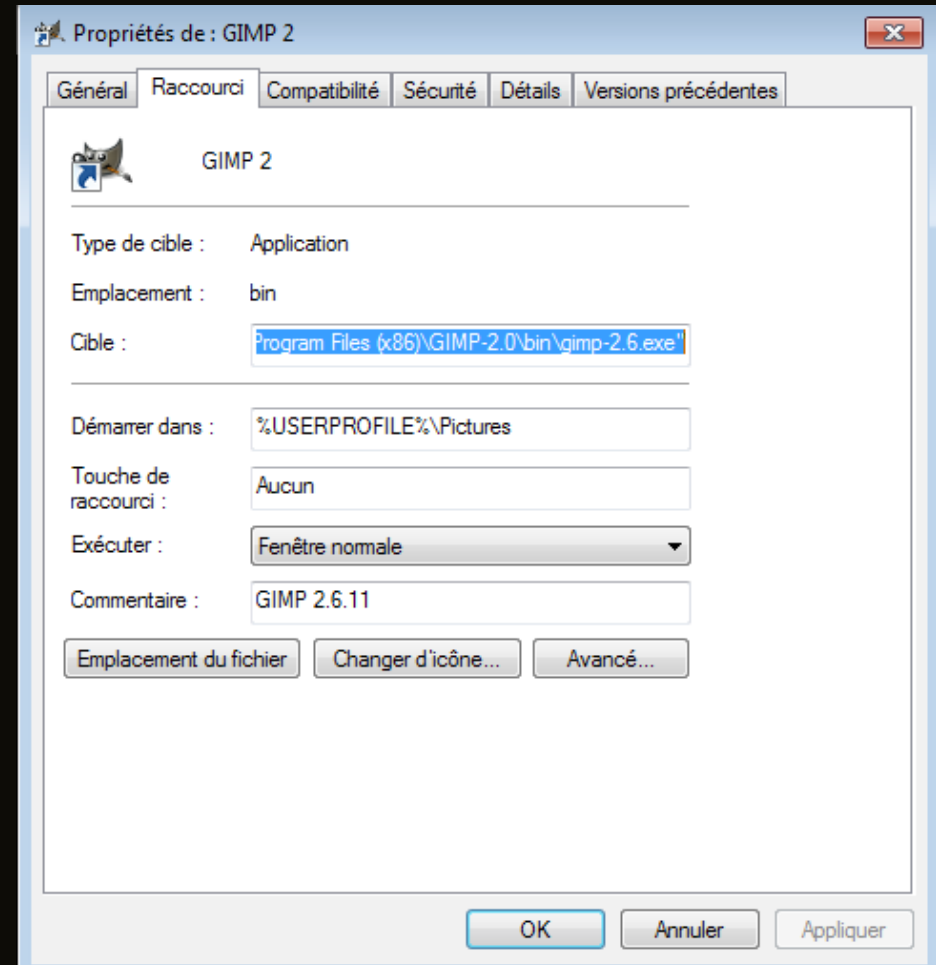 Propriétés de : GIMP 2
Général Raccourci Compatibilité Sécurité Détails Versions précédentes
GIMP 2
Type de cible : Application
Emplacement : bin
Cible : Program Files (x86)\GIMP-2.0\bin\gimp-2.6.exe"
Démarrer dans : %USERPROFILE%\Pictures
Touche de
raccourci : Aucun
Exécuter : Fenêtre normale
Commentaire : GIMP 2.6.11
Emplacement du fichier Changer d'icône... Avancé...
OK Annuler Appliquer